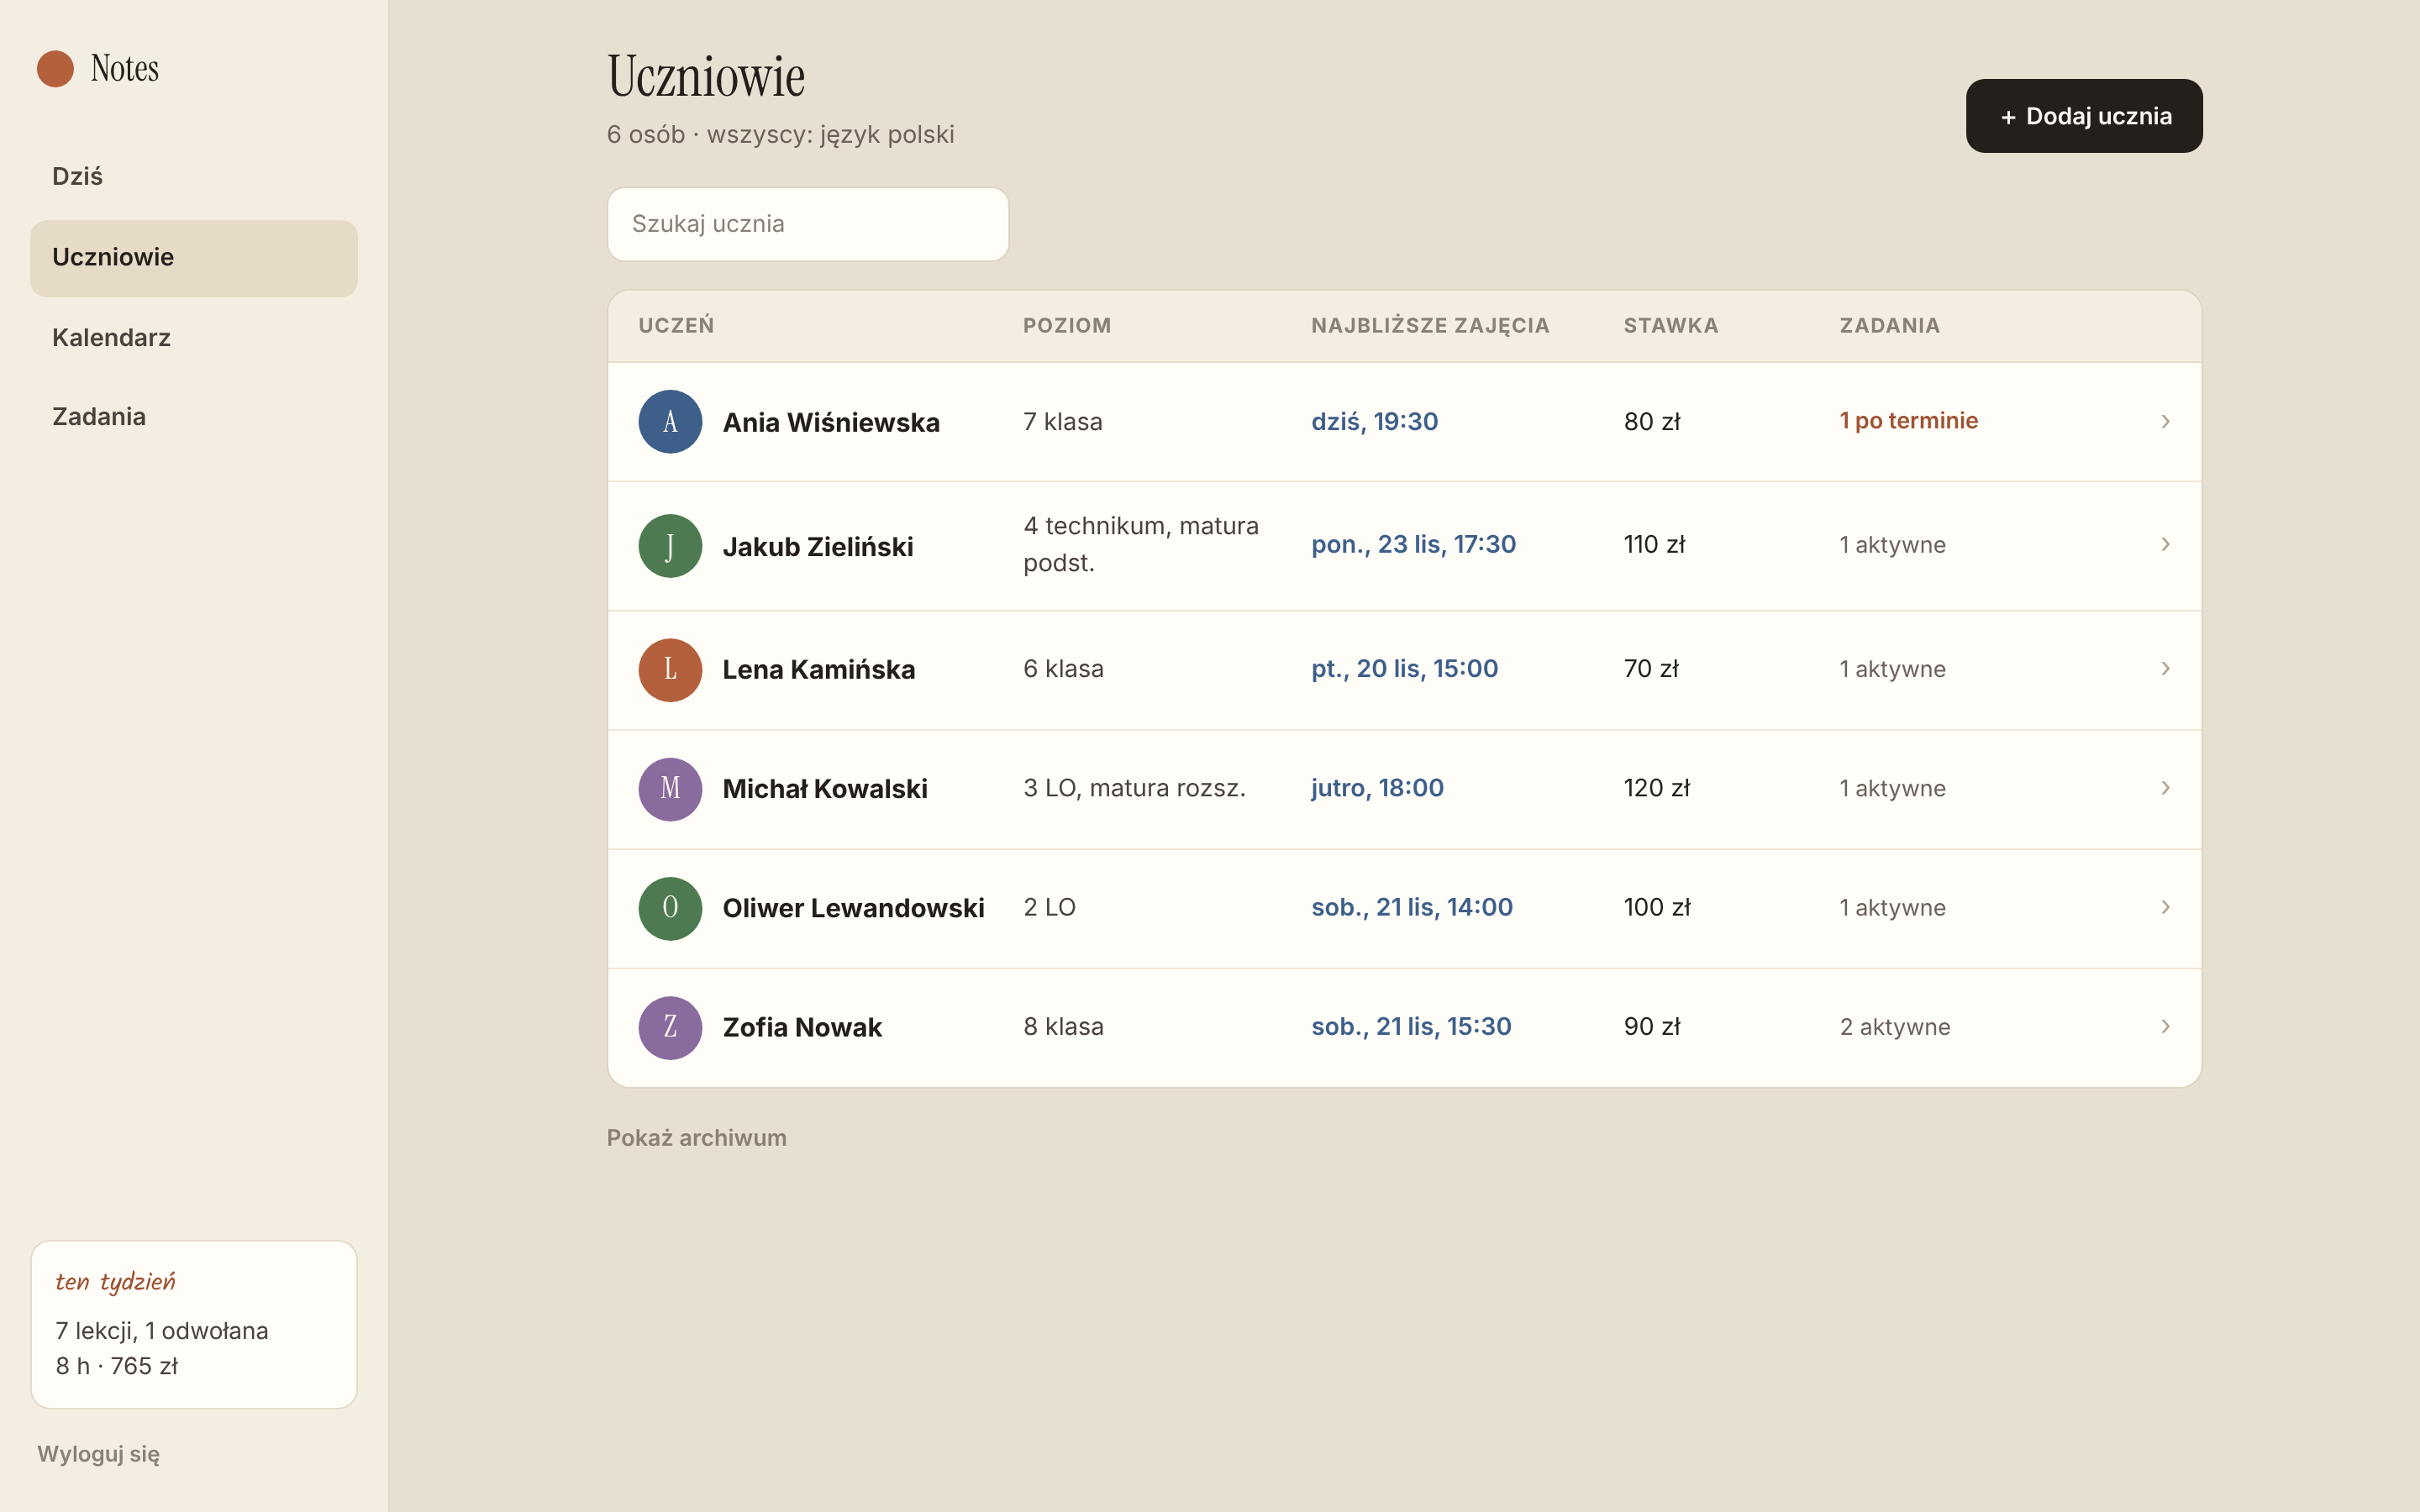 Notes
Dziś
Uczniowie
Kalendarz
Zadania
ten tydzień
7 lekcji, 1 odwołana
8 h · 765 zł
Wyloguj się
Uczniowie
6 osób · wszyscy: język polski
+ Dodaj ucznia
Szukaj ucznia
UCZEŃ POZIOM NAJBLIŻSZE ZAJĘCIA STAWKA ZADANIA
A Ania Wiśniewska 7 klasa dziś, 19:30 80 zł 1 po terminie ›
J Jakub Zieliński 4 technikum, matura podst. pon., 23 lis, 17:30 110 zł 1 aktywne ›
L Lena Kamińska 6 klasa pt., 20 lis, 15:00 70 zł 1 aktywne ›
M Michał Kowalski 3 LO, matura rozsz. jutro, 18:00 120 zł 1 aktywne ›
O Oliwer Lewandowski 2 LO sob., 21 lis, 14:00 100 zł 1 aktywne ›
Z Zofia Nowak 8 klasa sob., 21 lis, 15:30 90 zł 2 aktywne ›
Pokaż archiwum